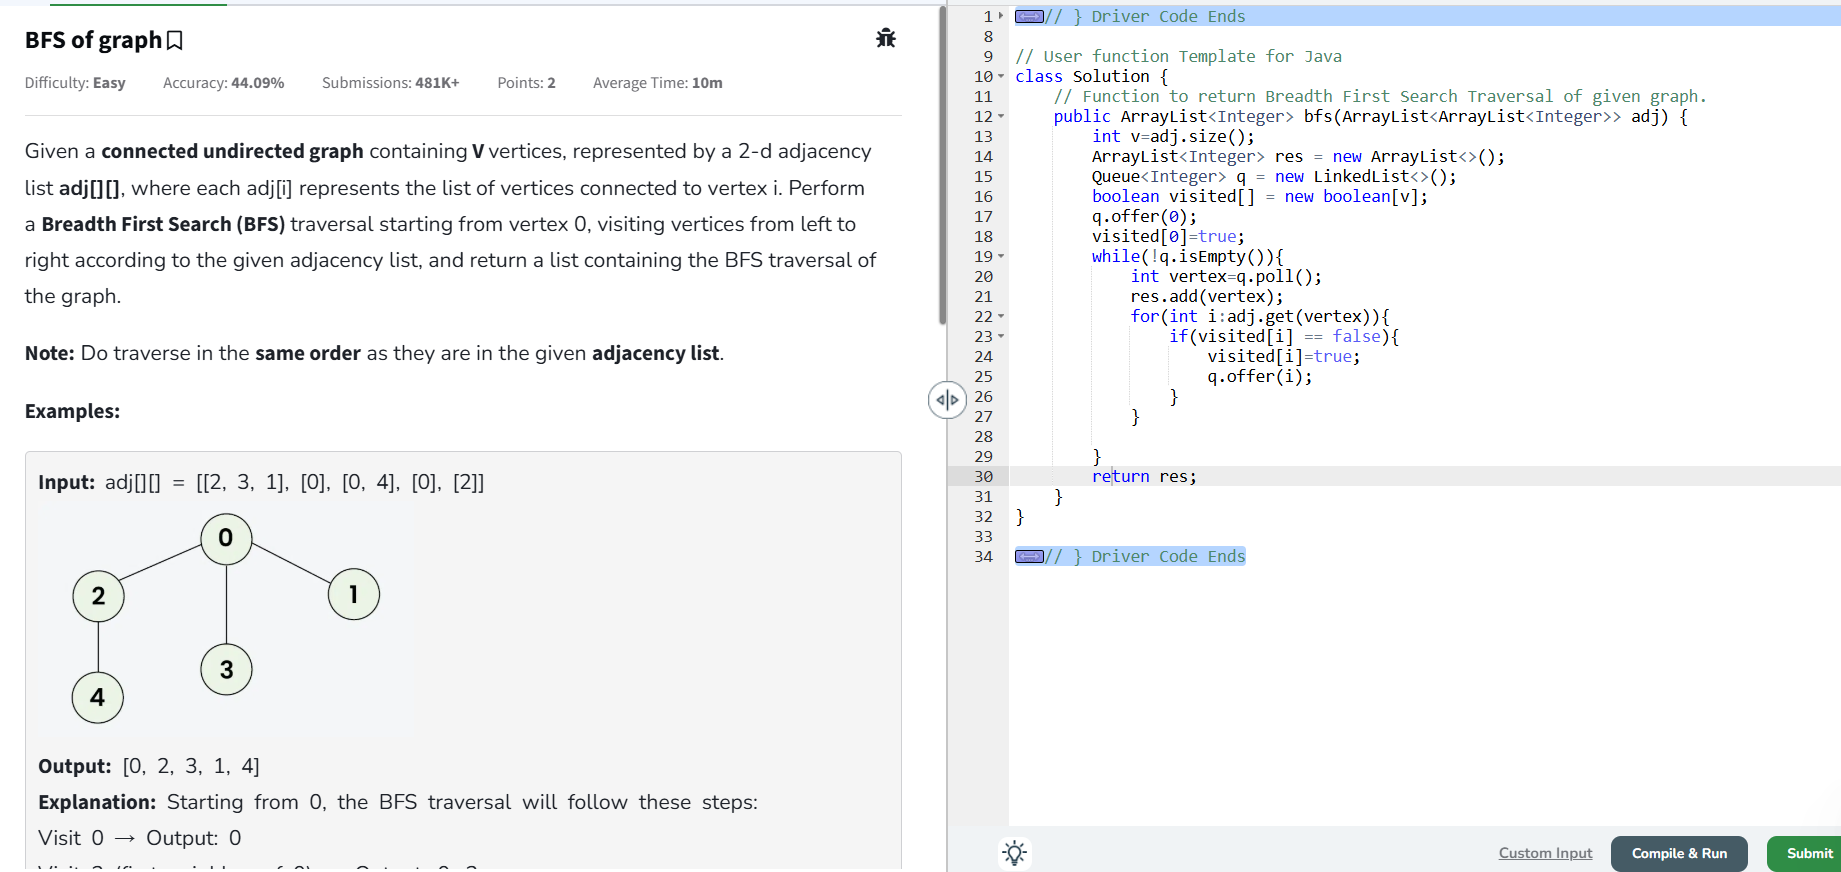 BFS of graph
Difficulty: Easy Accuracy: 44.09% Submissions: 481K+ Points: 2 Average Time: 10m
Given a connected undirected graph containing V vertices, represented by a 2-d adjacency
list adj[][], where each adj[i] represents the list of vertices connected to vertex i. Perform
a Breadth First Search (BFS) traversal starting from vertex 0, visiting vertices from left to
right according to the given adjacency list, and return a list containing the BFS traversal of
the graph.
Note: Do traverse in the same order as they are in the given adjacency list.
Examples:
Input: adj[][] = [[2, 3, 1], [0], [0, 4], [0], [2]]
0
2
1
3
4
Output: [0, 2, 3, 1, 4]
Explanation: Starting from 0, the BFS traversal will follow these steps:
Visit 0 → Output: 0
1 // } Driver Code Ends
8
9 // User function Template for Java
10 class Solution {
11 // Function to return Breadth First Search Traversal of given graph.
12 public ArrayList<Integer> bfs(ArrayList<ArrayList<Integer>> adj) {
13 int v=adj.size();
14 ArrayList<Integer> res = new ArrayList<>();
15 Queue<Integer> q = new LinkedList<>();
16 boolean visited[] = new boolean[v];
17 q.offer(0);
18 visited[0]=true;
19 while(!q.isEmpty()){
20 int vertex=q.poll();
21 res.add(vertex);
22 for(int i:adj.get(vertex)){
23 if(visited[i] == false){
24 visited[i]=true;
25 q.offer(i);
26 }
27 }
28
29 }
30 return res;
31 }
32 }
33
34 // } Driver Code Ends
Custom Input Compile & Run Submit